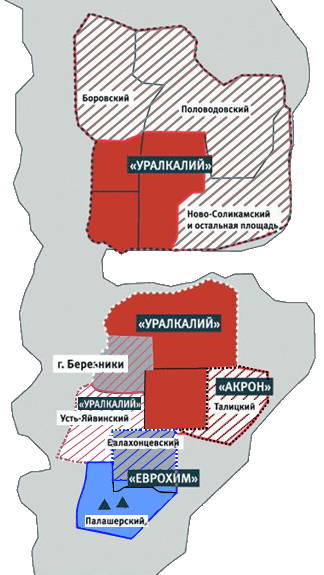 Боровский
Половодовский
«УРАЛКАЛИЙ»
Ново-Соликамский
и остальная площадь
«УРАЛКАЛИЙ»
г. Березники
«АКРОН»
«УРАЛКАЛИЙ»
Талицкий
Усть-Яйвинский
Балахонцевский
«ЕВРОХИМ»
Палашерский,